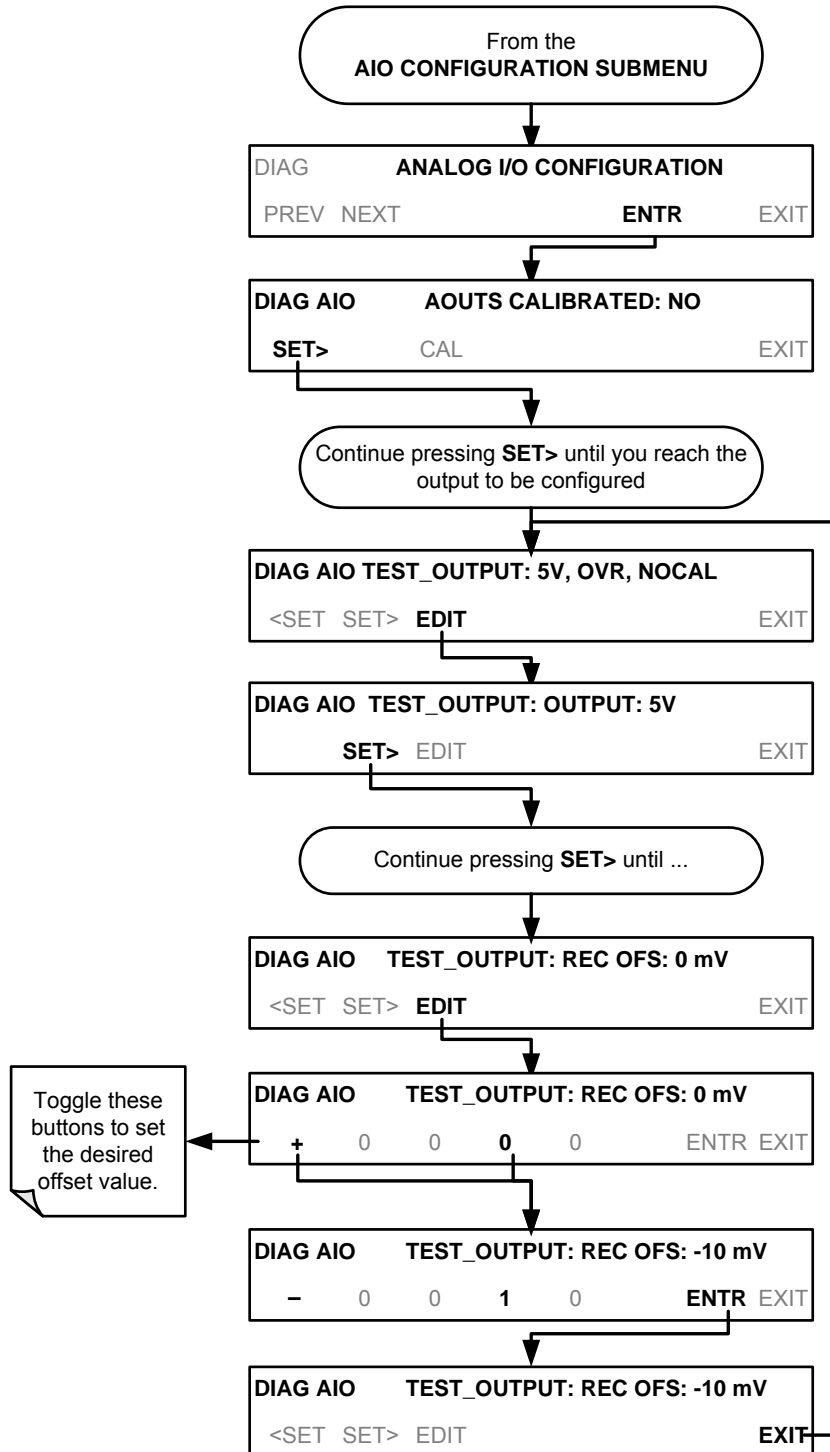 From the
AIO CONFIGURATION SUBMENU
DIAG ANALOG I/O CONFIGURATION
PREV NEXT ENTR EXIT
DIAG AIO AOUTS CALIBRATED: NO
SET> CAL EXIT
Continue pressing SET> until you reach the
output to be configured
DIAG AIO TEST_OUTPUT: 5V, OVR, NOCAL
<SET SET> EDIT EXIT
DIAG AIO TEST_OUTPUT: OUTPUT: 5V
SET> EDIT EXIT
Continue pressing SET> until ...
DIAG AIO TEST_OUTPUT: REC OFS: 0 mV
<SET SET> EDIT EXIT
Toggle these
buttons to set
the desired
offset value.
DIAG AIO TEST_OUTPUT: REC OFS: 0 mV
+ 0 0 0 0 ENTR EXIT
DIAG AIO TEST_OUTPUT: REC OFS: -10 mV
– 0 0 1 0 ENTR EXIT
DIAG AIO TEST_OUTPUT: REC OFS: -10 mV
<SET SET> EDIT EXIT